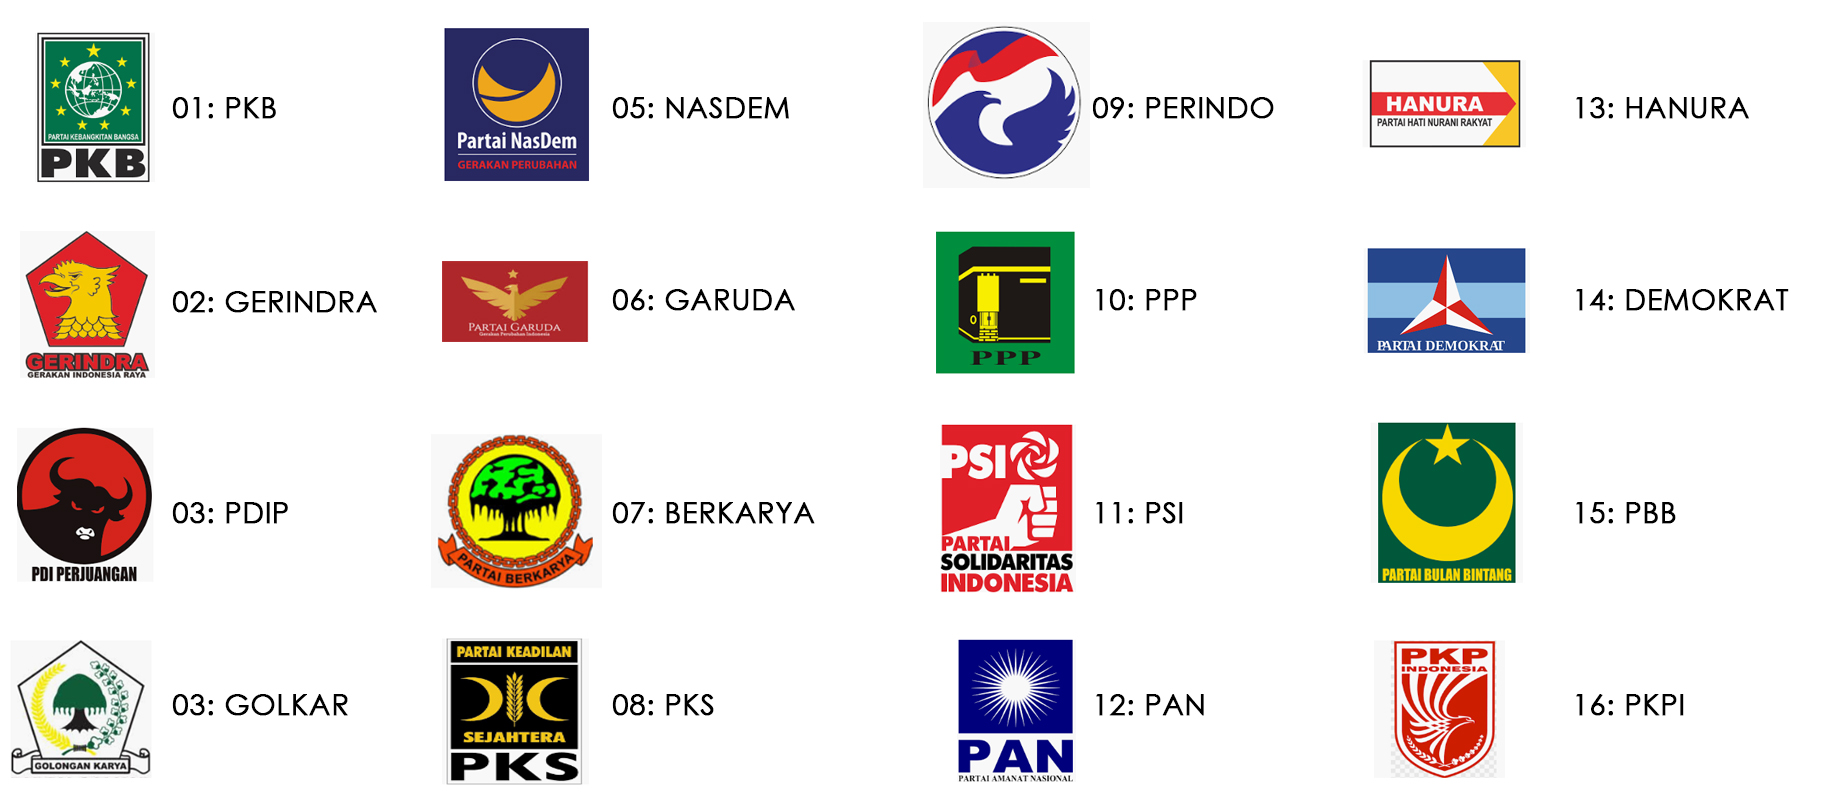 PARTAI KEBANGKITAN BANGSA
PKB
01: PKB
Partai NasDem
GERAKAN PERUBAHAN
05: NASDEM
09: PERINDO
HANURA
PARTAI HATI NURANI RAKYAT
13: HANURA
GERINDRA
GERAKAN INDONESIA RAYA
02: GERINDRA
PARTAI GARUDA
Gerakan Perubahan Indonesia
06: GARUDA
PPP
10: PPP
PARTAI DEMOKRAT
14: DEMOKRAT
PDI PERJUANGAN
03: PDIP
PARTAI BERKARYA
07: BERKARYA
PSI
PARTAI
SOLIDARITAS
INDONESIA
11: PSI
PARTAI BULAN BINTANG
15: PBB
GOLONGAN KARYA
03: GOLKAR
PARTAI KEADILAN
SEJAHTERA
PKS
08: PKS
PAN
PARTAI AMANAT NASIONAL
12: PAN
PKP
INDONESIA
16: PKPI